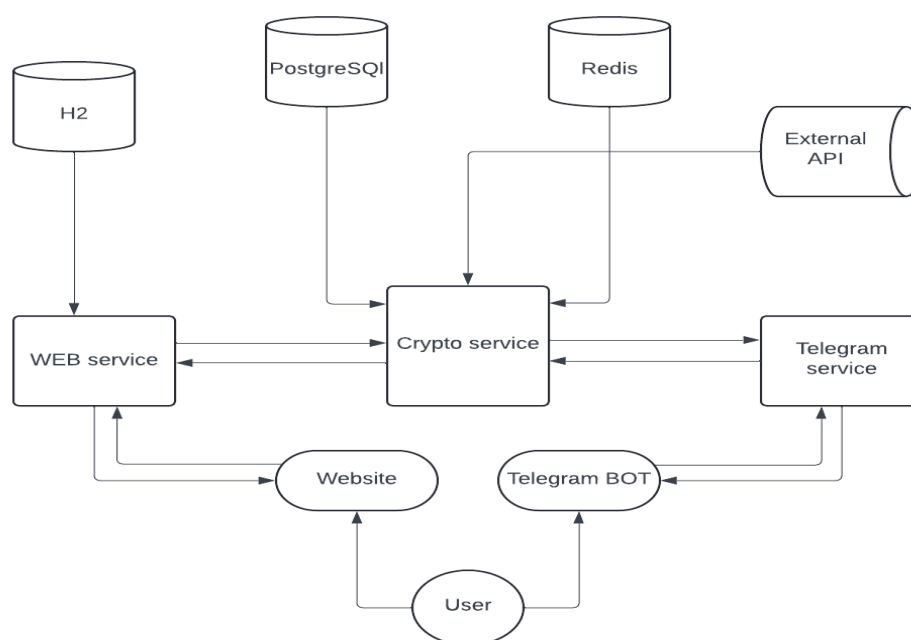 PostgreSQl
Redis
H2
External
API
Crypto service
WEB service
Telegram
service
Website
Telegram BOT
User